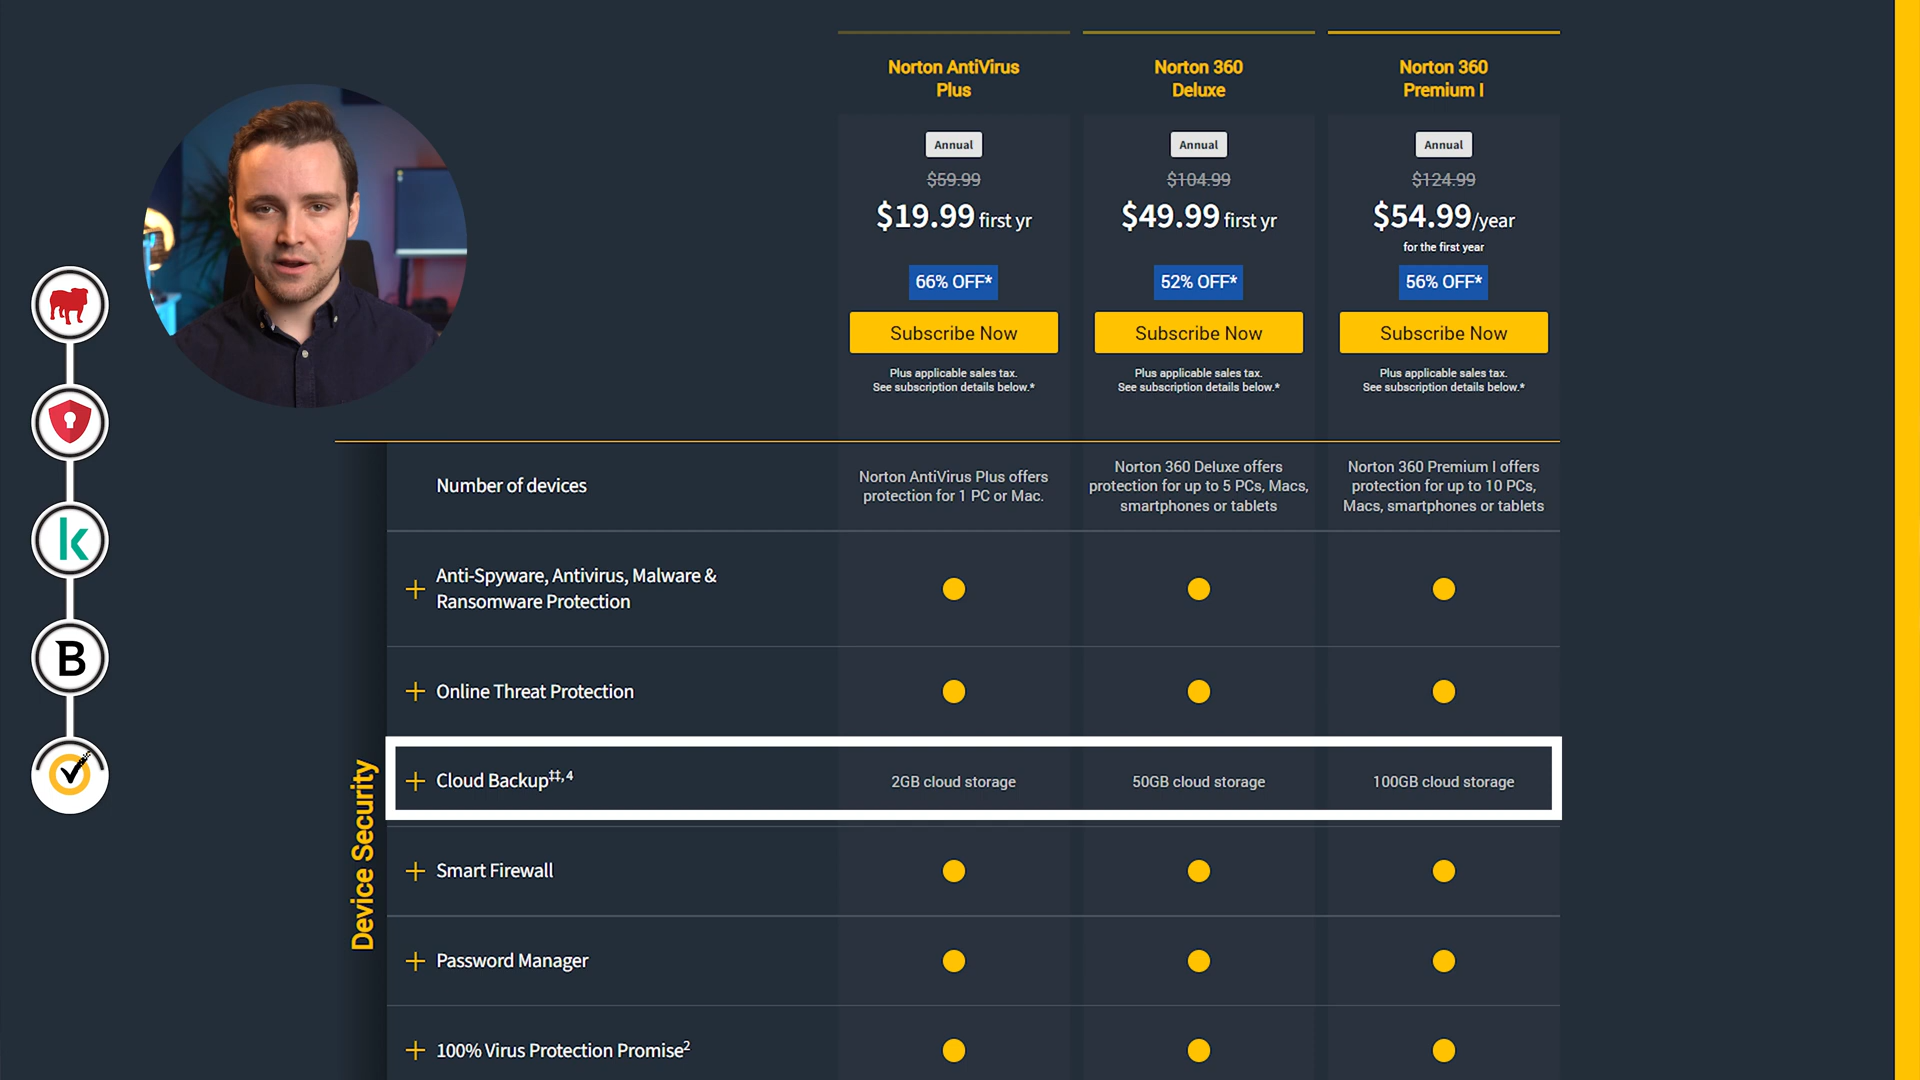 Norton AntiVirus
Plus
Norton 360
Deluxe
Norton 360
Premium I
Annual
Annual
Annual
$59.99
$104.99
$124.99
$19.99 first yr
$49.99 first yr
$54.99/year
for the first year
66% OFF*
52% OFF*
56% OFF*
Subscribe Now
Subscribe Now
Subscribe Now
Plus applicable sales tax.
See subscription details below.*
Plus applicable sales tax.
See subscription details below.*
Plus applicable sales tax.
See subscription details below.*
Number of devices
Norton AntiVirus Plus offers
protection for 1 PC or Mac.
Norton 360 Deluxe offers
protection for up to 5 PCs, Macs,
smartphones or tablets
Norton 360 Premium I offers
protection for up to 10 PCs,
Macs, smartphones or tablets
Device Security
Anti-Spyware, Antivirus, Malware &
Ransomware Protection
Online Threat Protection
Cloud Backup‡‡,4
2GB cloud storage
50GB cloud storage
100GB cloud storage
Smart Firewall
Password Manager
100% Virus Protection Promise2
k
B